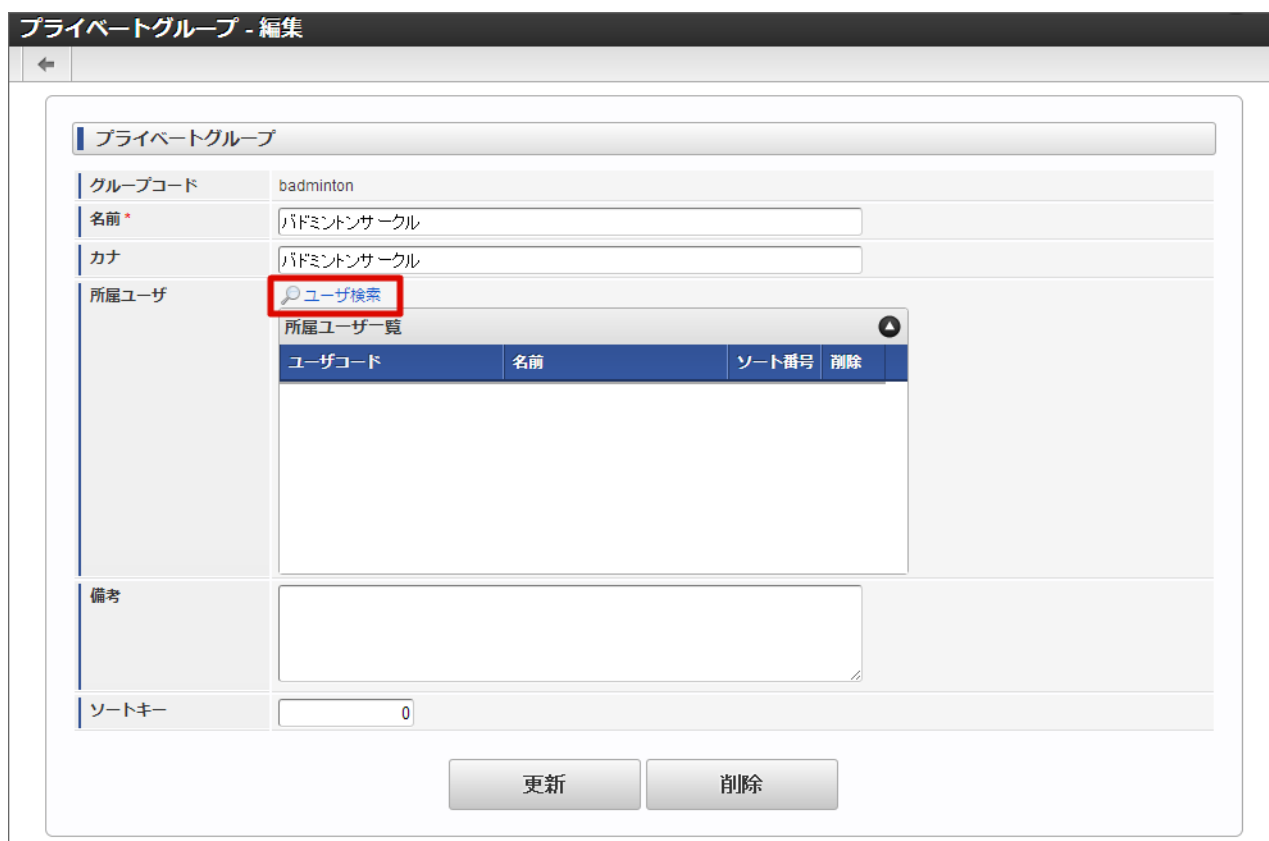 プライベートグループ - 編集
プライベートグループ
グループコード badminton
名前* バドミントンサークル
カナ バドミントンサークル
所属ユーザ ユーザ検索
所属ユーザ一覧
ユーザコード 名前 ソート番号 削除
備考
ソートキー 0
更新 削除